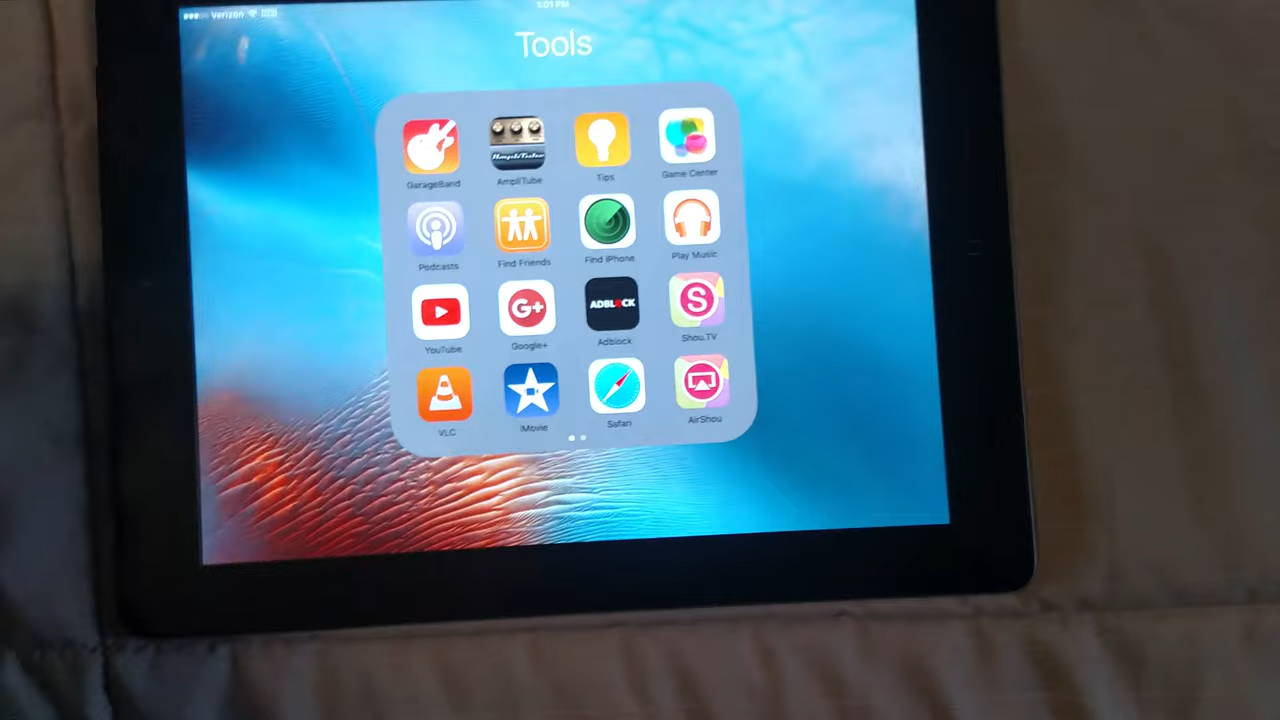 Verizon 1:01 PM
Tools
GarageBand AmpliTube Tips Game Center
AmpliTube
Podcasts Find Friends Find iPhone Play Music
G+ ADBLOCK S
YouTube Google+ Adblock Shou.TV
VLC iMovie Safari AirShou